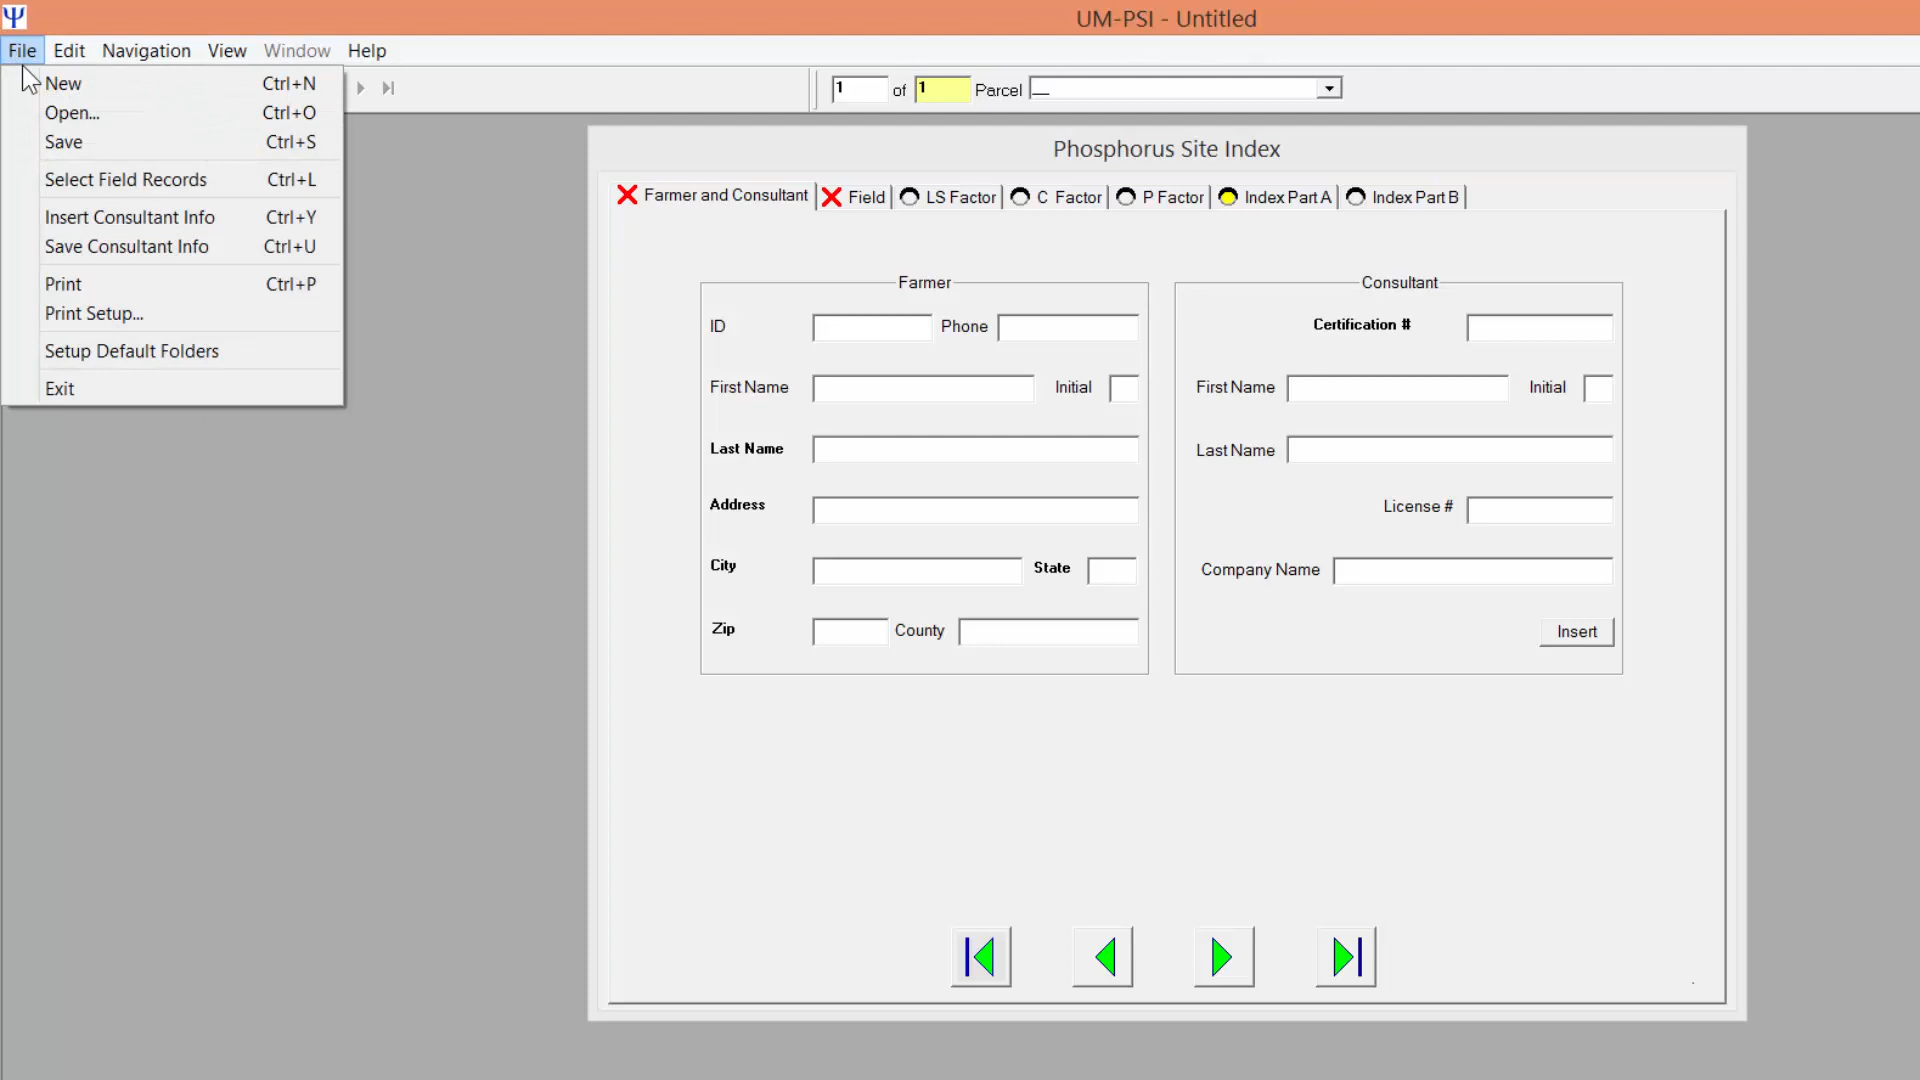 UM-PSI - Untitled
File Edit Navigation View Window Help
New Ctrl+N
Open... Ctrl+O
Save Ctrl+S
Select Field Records Ctrl+L
Insert Consultant Info Ctrl+Y
Save Consultant Info Ctrl+U
Print Ctrl+P
Print Setup...
Setup Default Folders
Exit
1 of 1 Parcel __
Phosphorus Site Index
Farmer and Consultant Field LS Factor C Factor P Factor Index Part A Index Part B
Farmer
ID Phone
First Name Initial
Last Name
Address
City State
Zip County
Consultant
Certification #
First Name Initial
Last Name
License #
Company Name
Insert